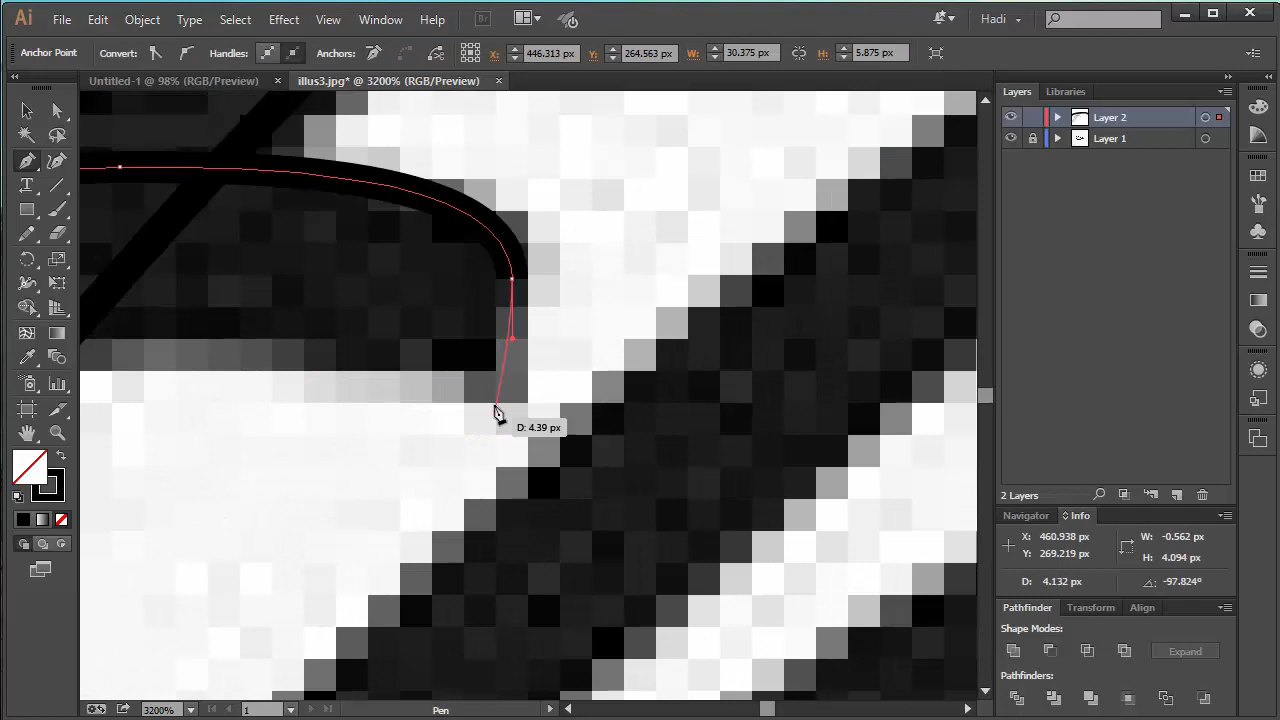 Ai File Edit Object Type Select Effect View Window Help Br Hadi
Anchor Point Convert: Handles: Anchors: X: 446.313 px Y: 264.563 px W: 30.375 px H: 5.875 px
Untitled-1 @ 98% (RGB/Preview) × illus3.jpg* @ 3200% (RGB/Preview) ×
Layers Libraries
Layer 2
Layer 1
D: 4.39 px
2 Layers
Navigator Info
X: 460.938 px W: -0.562 px
Y: 269.219 px H: 4.094 px
D: 4.132 px -97.824°
Pathfinder Transform Align
Shape Modes:
Expand
Pathfinders:
3200% 1 Pen